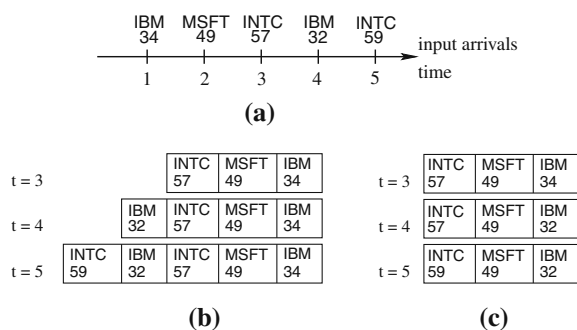 IBM MSFT INTC IBM INTC
34 49 57 32 59
input arrivals
1 2 3 4 5 time
(a)
t = 3 INTC 57 MSFT 49 IBM 34
t = 4 IBM 32 INTC 57 MSFT 49 IBM 34
t = 5 INTC 59 IBM 32 INTC 57 MSFT 49 IBM 34
(b)
t = 3 INTC 57 MSFT 49 IBM 34
t = 4 INTC 57 MSFT 49 IBM 32
t = 5 INTC 59 MSFT 49 IBM 32
(c)